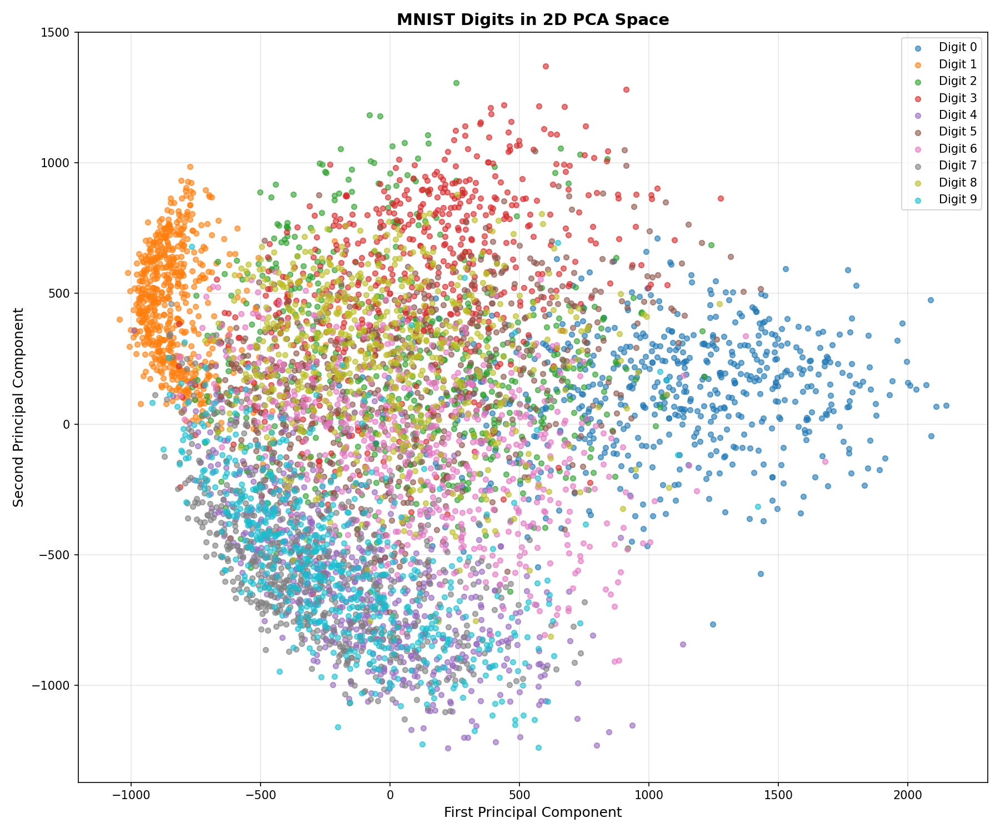 MNIST Digits in 2D PCA Space
1500
1000
500
0
−500
−1000
Second Principal Component
−1000
−500
0
500
1000
1500
2000
First Principal Component
Digit 0
Digit 1
Digit 2
Digit 3
Digit 4
Digit 5
Digit 6
Digit 7
Digit 8
Digit 9